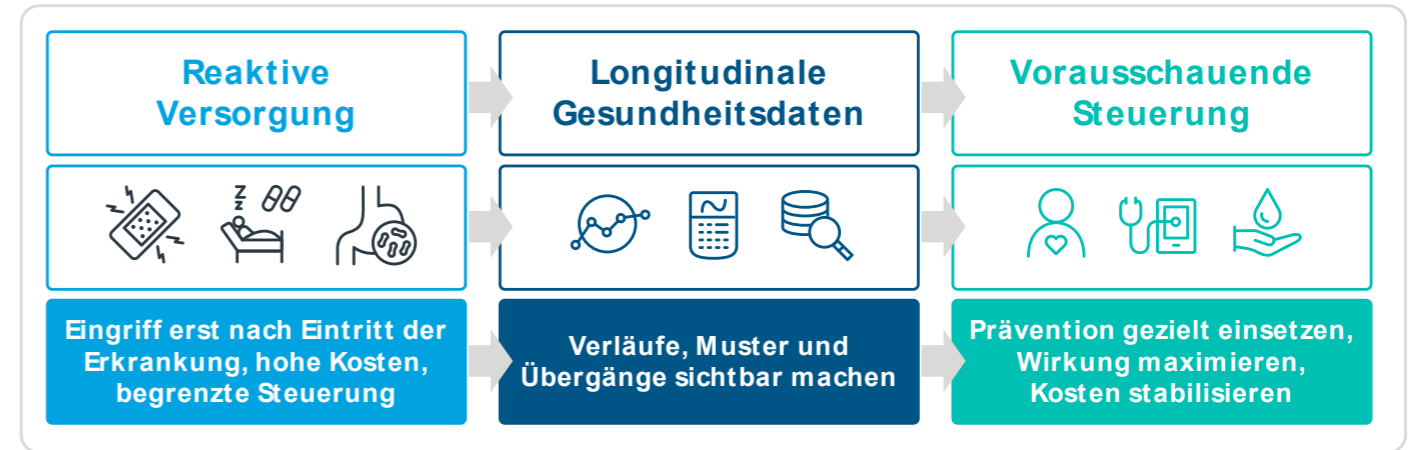 Reaktive
Versorgung
Longitudinale
Gesundheitsdaten
Vorausschauende
Steuerung
Z
z
z
Eingriff erst nach Eintritt der
Erkrankung, hohe Kosten,
begrenzte Steuerung
Verläufe, Muster und
Übergänge sichtbar machen
Prävention gezielt einsetzen,
Wirkung maximieren,
Kosten stabilisieren